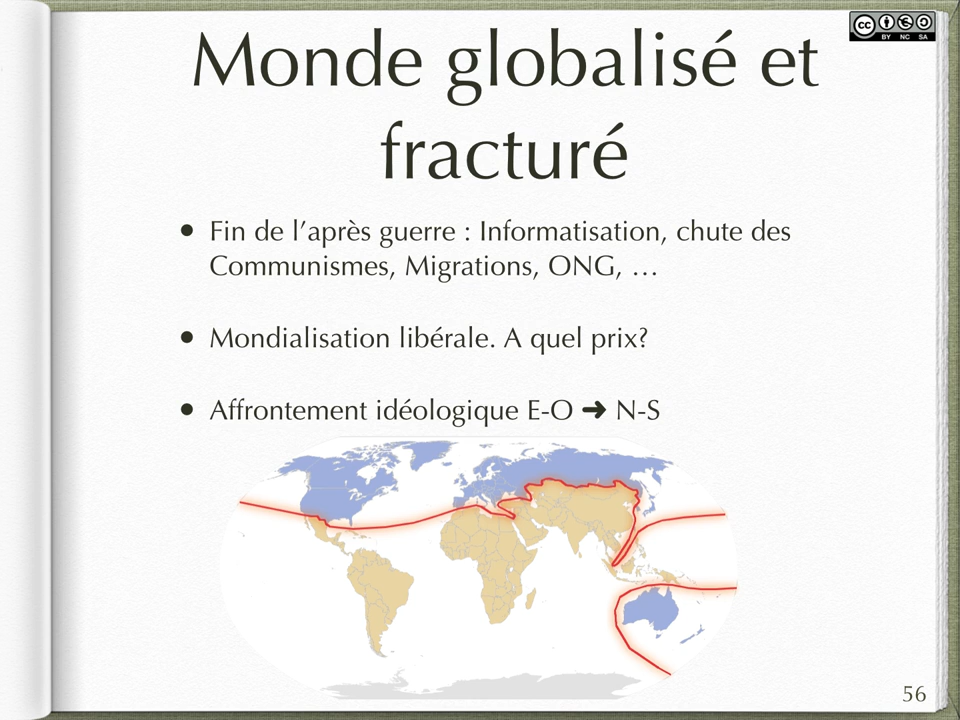 cc BY NC SA
Monde globalisé et
fracturé
• Fin de l’après guerre : Informatisation, chute des
Communismes, Migrations, ONG, …
• Mondialisation libérale. A quel prix?
• Affrontement idéologique E-O ➜ N-S
56